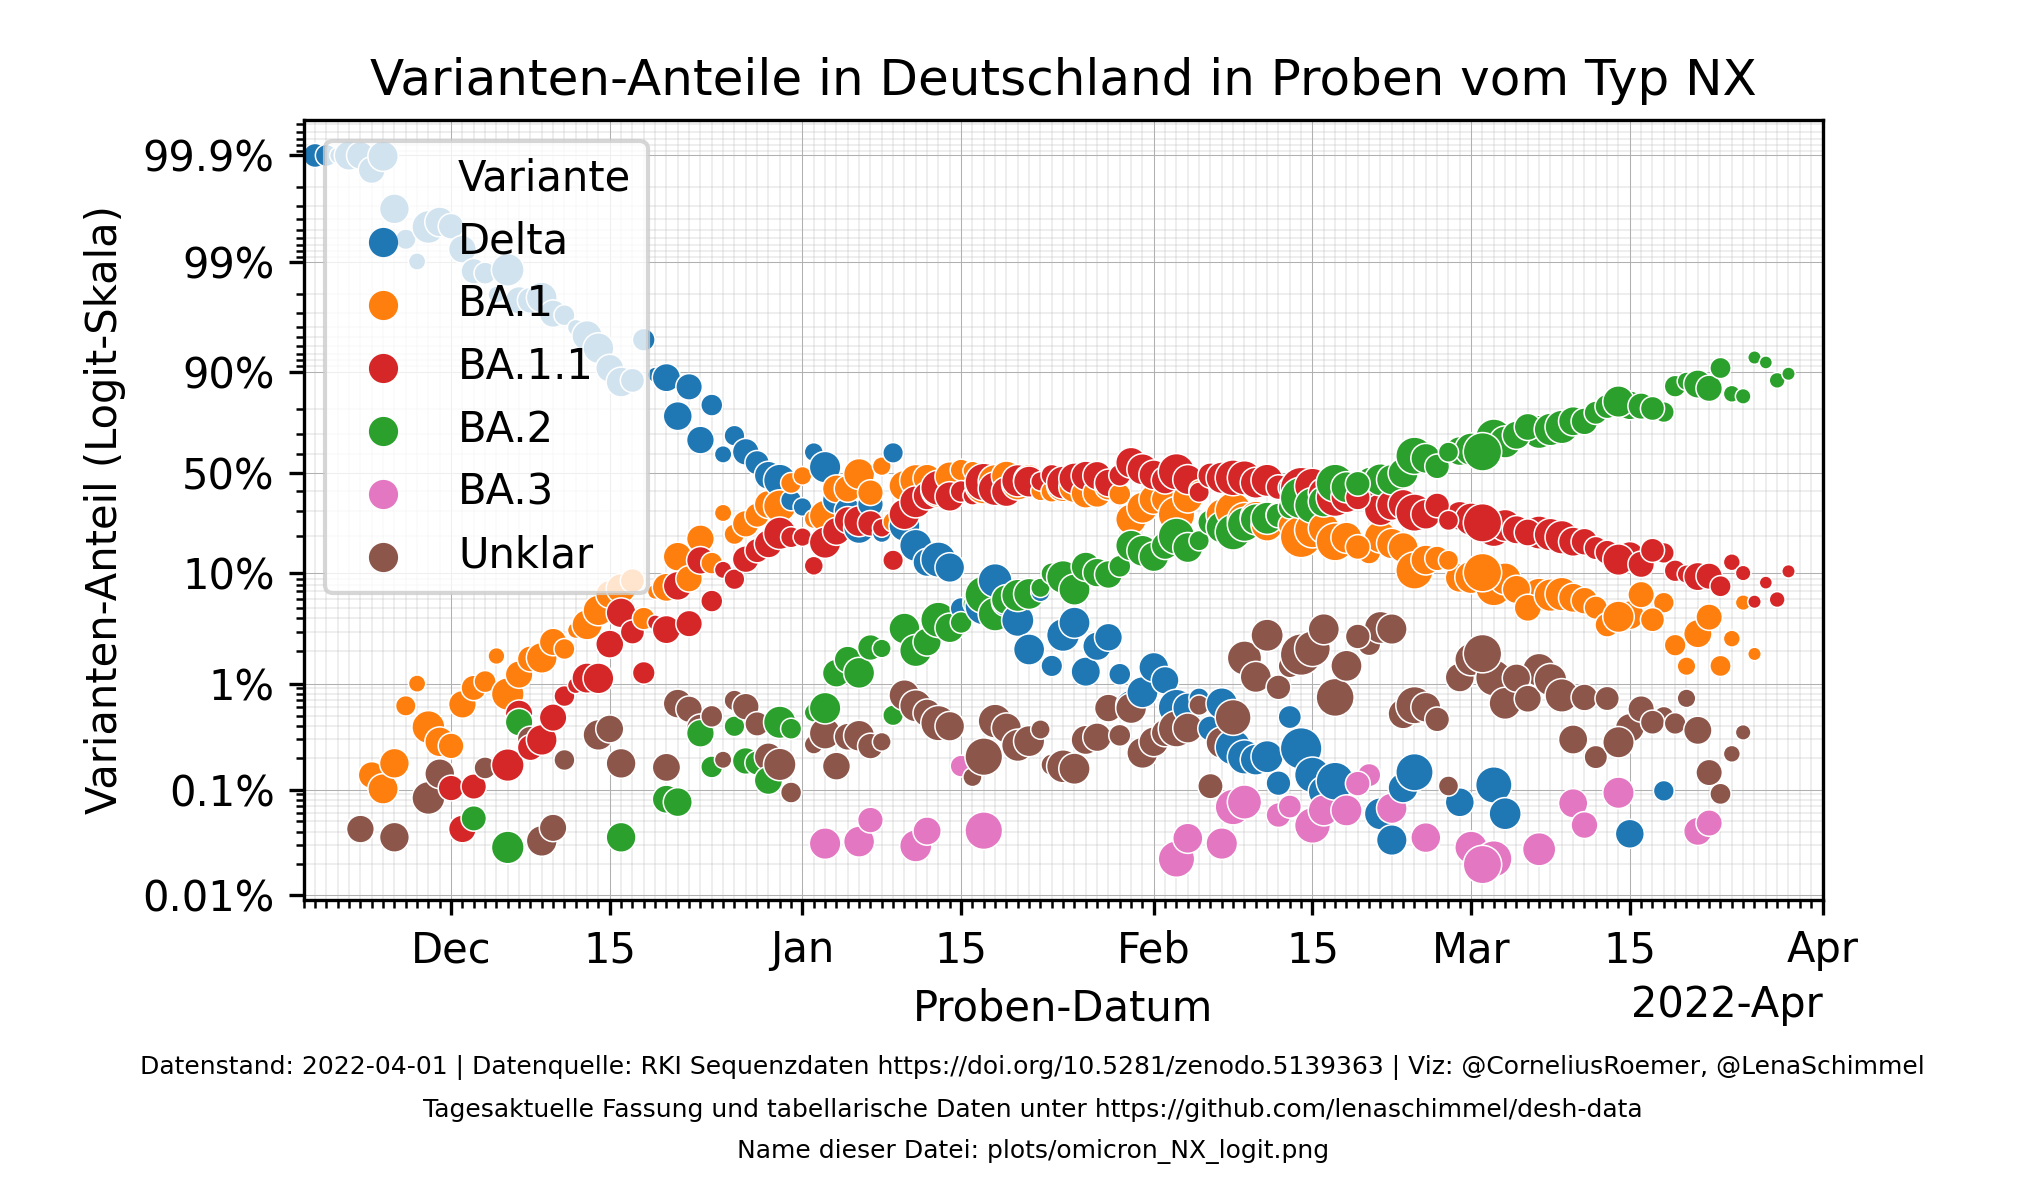 Varianten-Anteile in Deutschland in Proben vom Typ NX
Varianten-Anteil (Logit-Skala)
99.9%
99%
90%
50%
10%
1%
0.1%
0.01%
Variante
Delta
BA.1
BA.1.1
BA.2
BA.3
Unklar
Dec 15 Jan 15 Feb 15 Mar 15 Apr
Proben-Datum
2022-Apr
Datenstand: 2022-04-01 | Datenquelle: RKI Sequenzdaten https://doi.org/10.5281/zenodo.5139363 | Viz: @CorneliusRoemer, @LenaSchimmel
Tagesaktuelle Fassung und tabellarische Daten unter https://github.com/lenaschimmel/desh-data
Name dieser Datei: plots/omicron_NX_logit.png